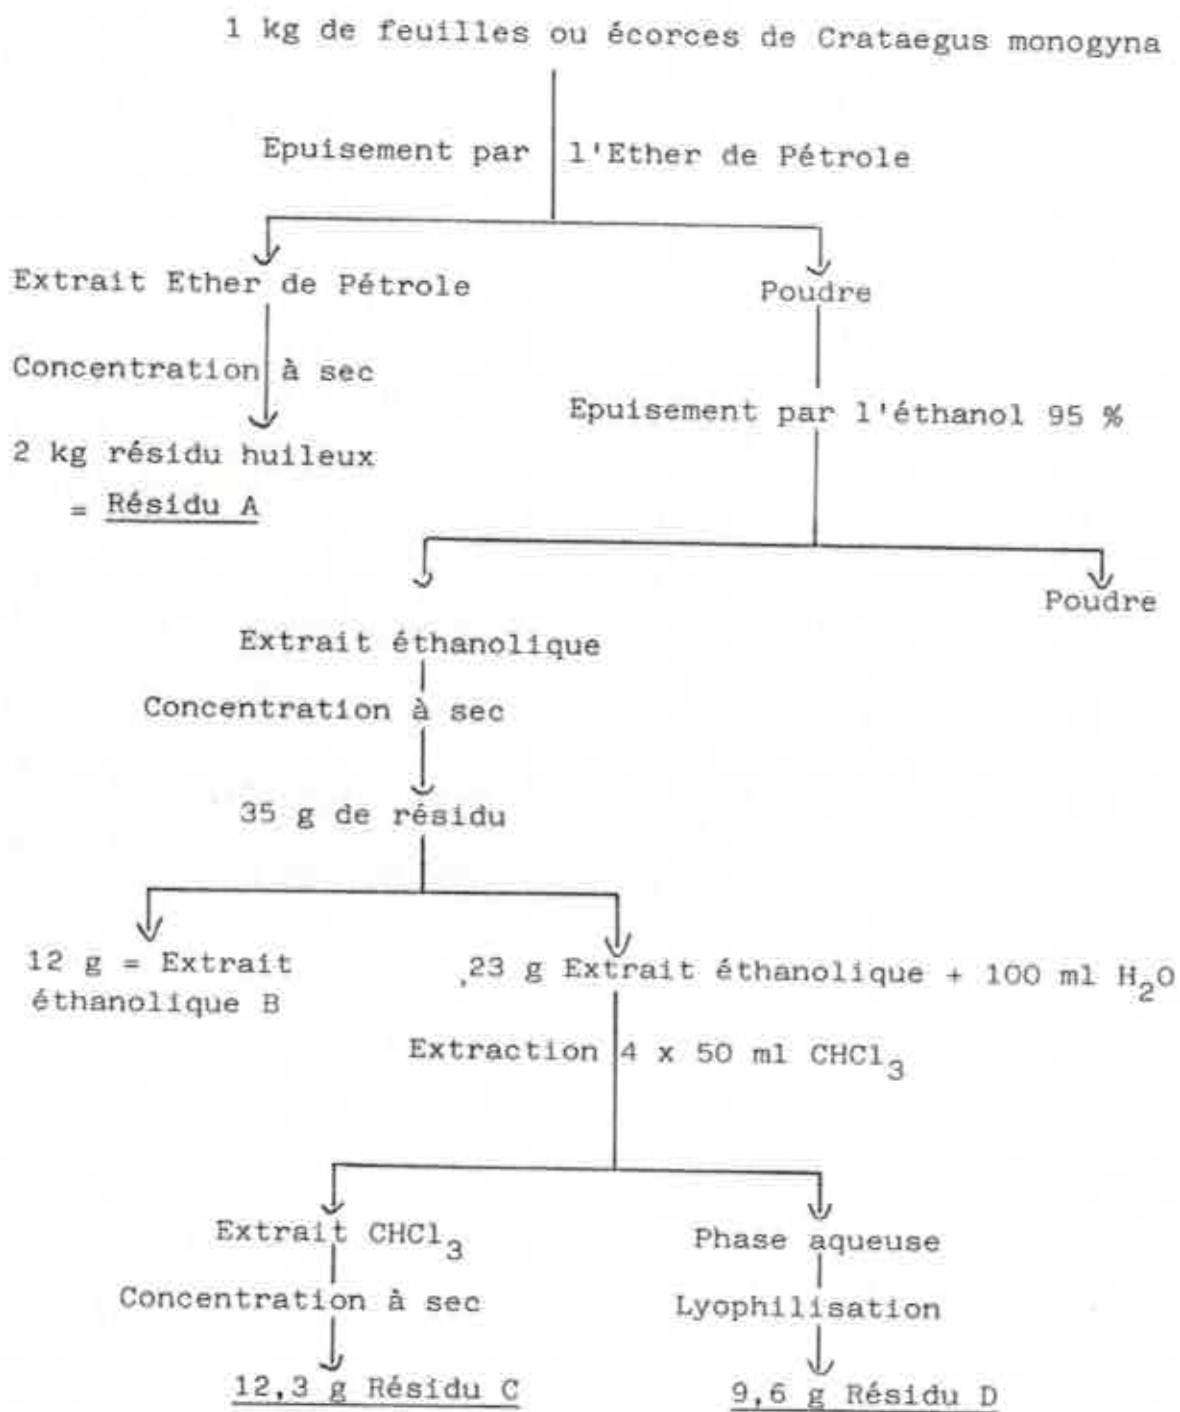 1 kg de feuilles ou écorces de Crataegus monogyna
Epuisement par l'Ether de Pétrole
Extrait Ether de Pétrole
Poudre
Concentration à sec
Epuisement par l'éthanol 95 %
2 kg résidu huileux
= Résidu A
Poudre
Extrait éthanolique
Concentration à sec
35 g de résidu
12 g = Extrait
éthanolique B
,23 g Extrait éthanolique + 100 ml H2O
Extraction 4 x 50 ml CHCl3
Extrait CHCl3
Phase aqueuse
Concentration à sec
Lyophilisation
12,3 g Résidu C
9,6 g Résidu D